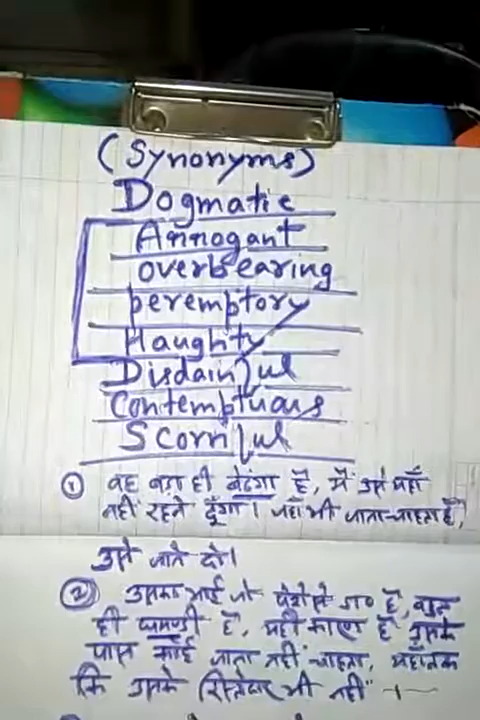 (Synonyms)
Dogmatic
Arrogant
overbearing
peremptory
Haughty
Disdainful
Contemptuous
Scornful
① वह बड़ा ही बेढंगा है, मैं उसे यहाँ
नहीं रहने दूँगा। जहाँ भी जाना चाहता है,
उसे जाने दो।
② उसका भाई जो पेशे से है, बहुत
ही घमण्डी है, यही कारण है उसके
पास कोई जाना नहीं चाहता, यहाँ तक
कि उसके रिश्तेदार भी नहीं